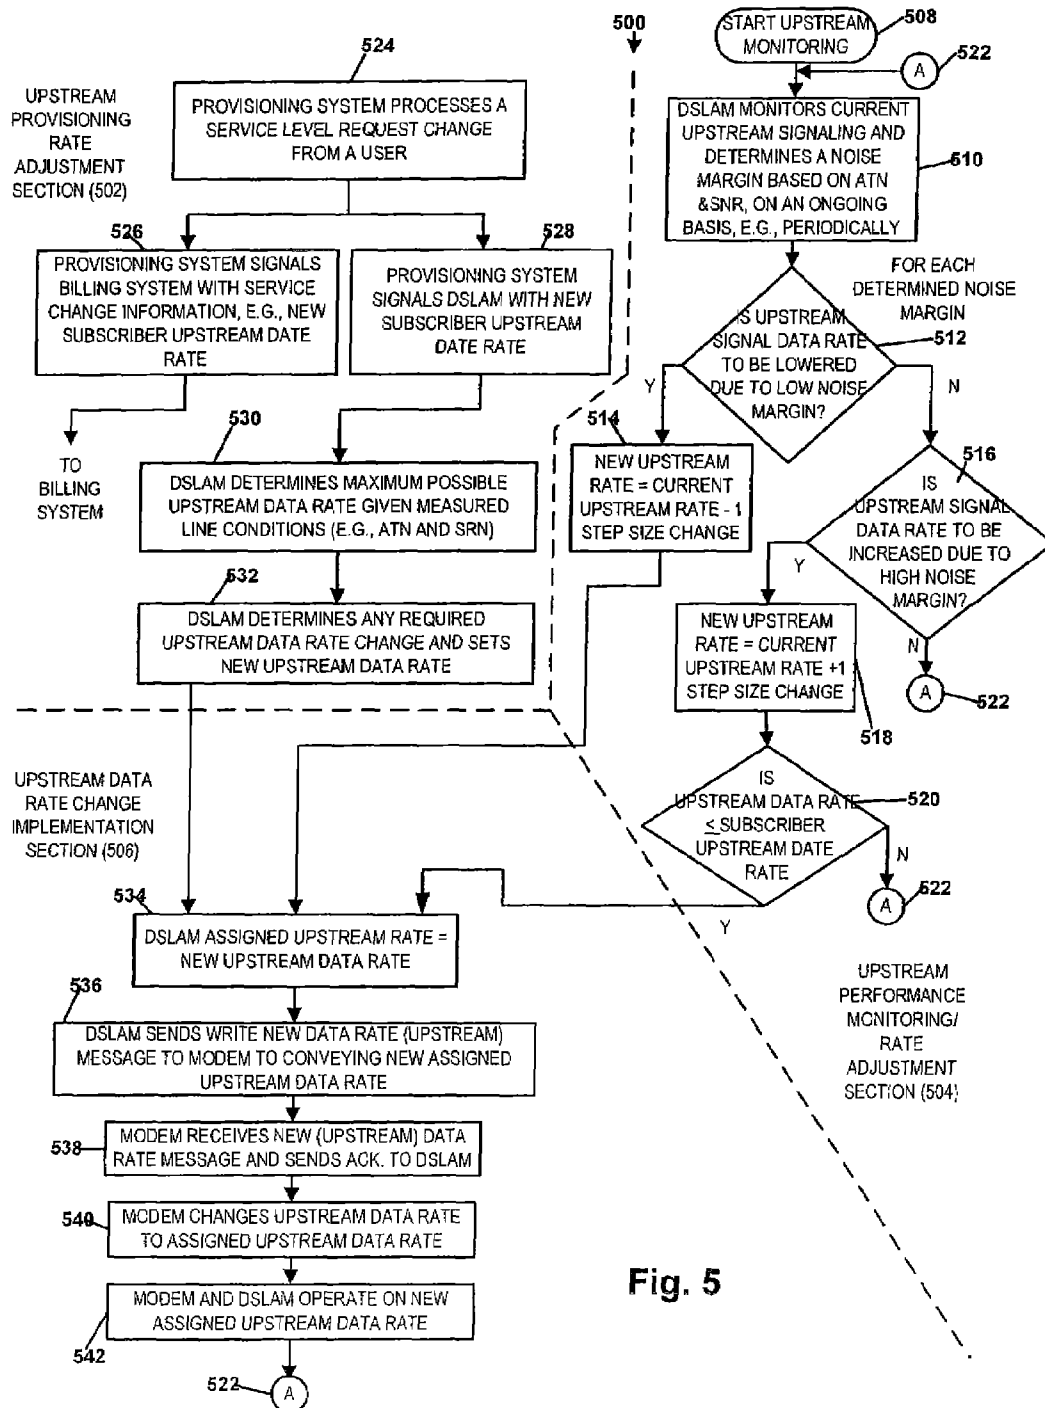 500
508
START UPSTREAM
MONITORING
522
A
524
UPSTREAM
PROVISIONING
RATE
ADJUSTMENT
SECTION (502)
PROVISIONING SYSTEM PROCESSES A
SERVICE LEVEL REQUEST CHANGE
FROM A USER
DSLAM MONITORS CURRENT
UPSTREAM SIGNALING AND
DETERMINES A NOISE
MARGIN BASED ON ATN
&SNR, ON AN ONGOING
BASIS, E.G., PERIODICALLY
510
526
PROVISIONING SYSTEM SIGNALS
BILLING SYSTEM WITH SERVICE
CHANGE INFORMATION, E.G., NEW
SUBSCRIBER UPSTREAM DATE
RATE
528
PROVISIONING SYSTEM
SIGNALS DSLAM WITH NEW
SUBSCRIBER UPSTREAM
DATE RATE
FOR EACH
DETERMINED NOISE
MARGIN
IS UPSTREAM
SIGNAL DATA RATE
TO BE LOWERED
DUE TO LOW NOISE
MARGIN?
512
Y
N
TO
BILLING
SYSTEM
530
DSLAM DETERMINES MAXIMUM POSSIBLE
UPSTREAM DATA RATE GIVEN MEASURED
LINE CONDITIONS (E.G., ATN AND SRN)
514
NEW UPSTREAM
RATE = CURRENT
UPSTREAM RATE - 1
STEP SIZE CHANGE
516
IS
UPSTREAM SIGNAL
DATA RATE TO BE
INCREASED DUE TO
HIGH NOISE
MARGIN?
Y
N
A
522
532
DSLAM DETERMINES ANY REQUIRED
UPSTREAM DATA RATE CHANGE AND SETS
NEW UPSTREAM DATA RATE
NEW UPSTREAM
RATE = CURRENT
UPSTREAM RATE +1
STEP SIZE CHANGE
518
UPSTREAM DATA
RATE CHANGE
IMPLEMENTATION
SECTION (506)
IS
UPSTREAM DATA RATE
≤ SUBSCRIBER
UPSTREAM DATE
RATE
520
N
A
522
Y
534
DSLAM ASSIGNED UPSTREAM RATE =
NEW UPSTREAM DATA RATE
UPSTREAM
PERFORMANCE
MONITORING/
RATE
ADJUSTMENT
SECTION (504)
536
DSLAM SENDS WRITE NEW DATA RATE (UPSTREAM)
MESSAGE TO MODEM TO CONVEYING NEW ASSIGNED
UPSTREAM DATA RATE
538
MODEM RECEIVES NEW (UPSTREAM) DATA
RATE MESSAGE AND SENDS ACK. TO DSLAM
540
MODEM CHANGES UPSTREAM DATA RATE
TO ASSIGNED UPSTREAM DATA RATE
542
MODEM AND DSLAM OPERATE ON NEW
ASSIGNED UPSTREAM DATA RATE
522
A
Fig. 5